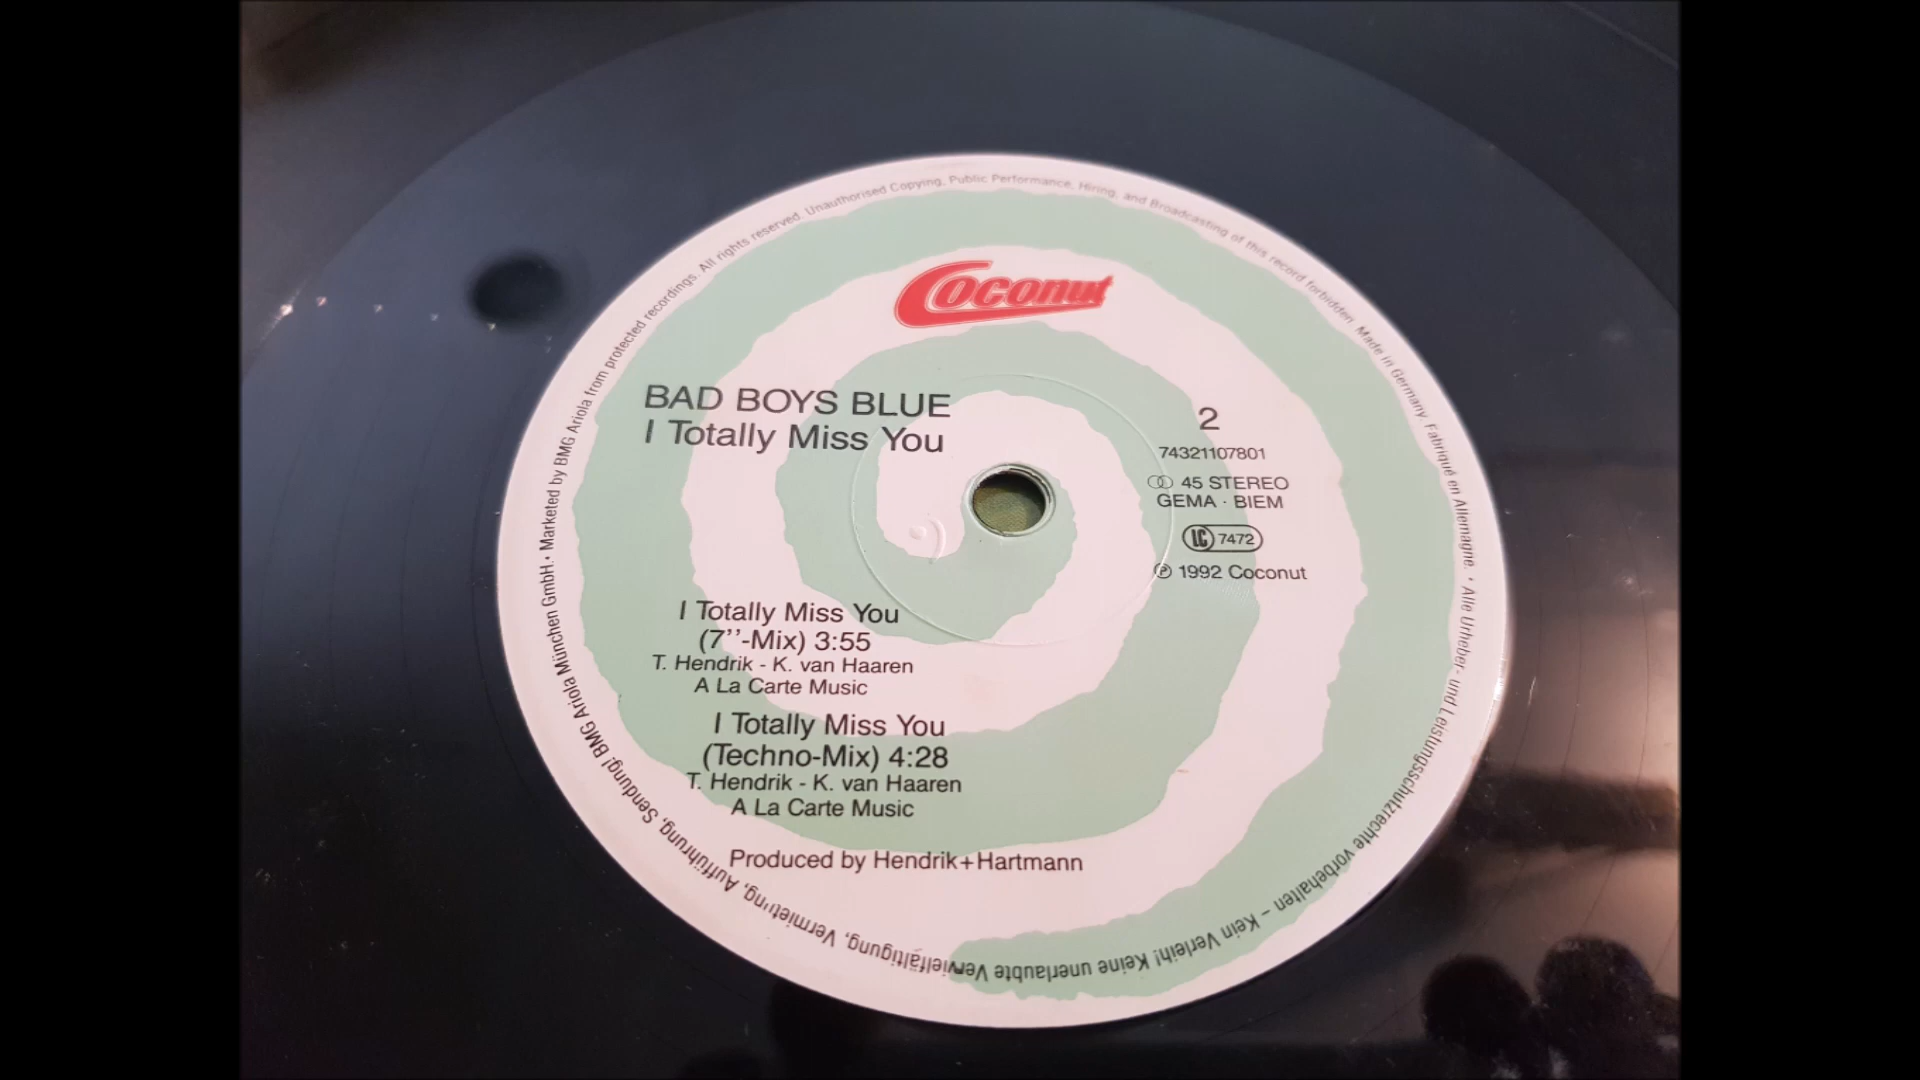 Coconut
BAD BOYS BLUE
I Totally Miss You
2
74321107801
45 STEREO
GEMA · BIEM
LC 7472
℗ 1992 Coconut
I Totally Miss You
(7''-Mix) 3:55
T. Hendrik - K. van Haaren
A La Carte Music
I Totally Miss You
(Techno-Mix) 4:28
T. Hendrik - K. van Haaren
A La Carte Music
Produced by Hendrik+Hartmann
Alle Urheber- und Leistungsschutzrechte vorbehalten – Kein Verleih! Keine unerlaubte Vervielfältigung, Vermietung, Aufführung, Sendung! BMG Ariola München GmbH. • Marketed by BMG Ariola from protected recordings. All rights reserved. Unauthorised Copying, Public Performance, Hiring, and Broadcasting of this record forbidden. Made in Germany. Fabriqué en Allemagne. •